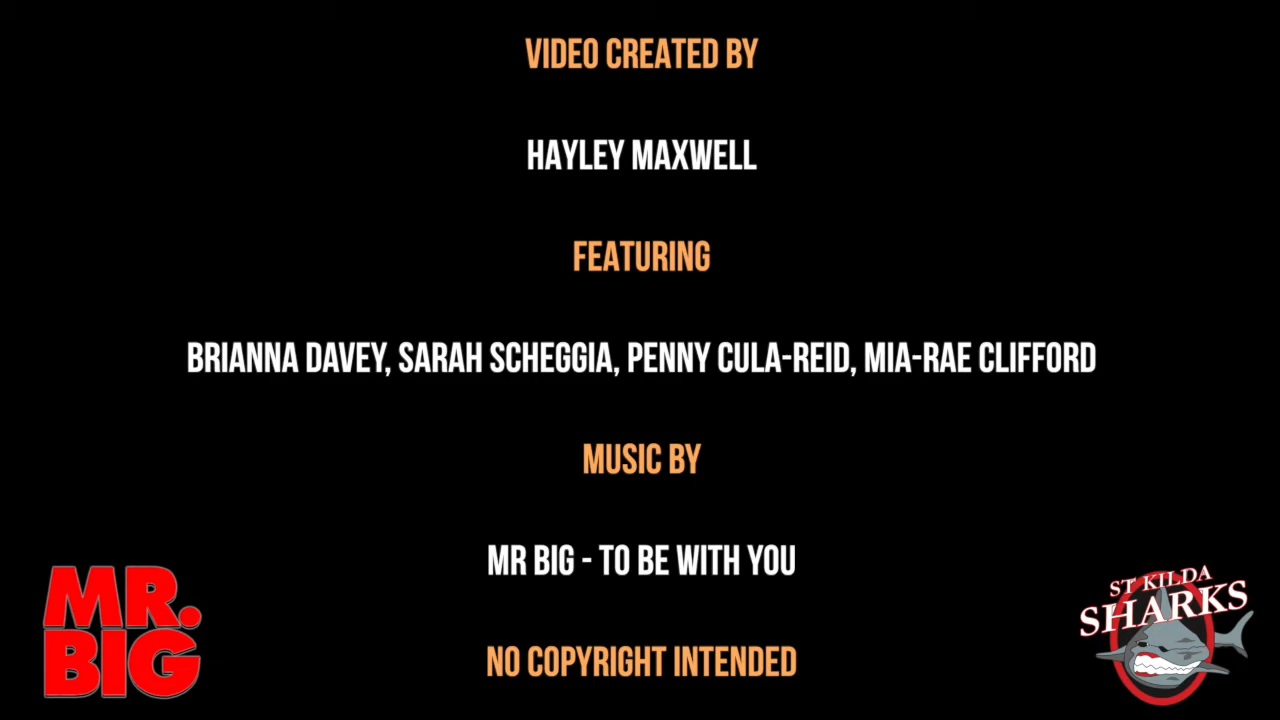 VIDEO CREATED BY
HAYLEY MAXWELL
FEATURING
BRIANNA DAVEY, SARAH SCHEGGIA, PENNY CULA-REID, MIA-RAE CLIFFORD
MUSIC BY
MR BIG - TO BE WITH YOU
NO COPYRIGHT INTENDED
MR.
BIG
ST KILDA
SHARKS